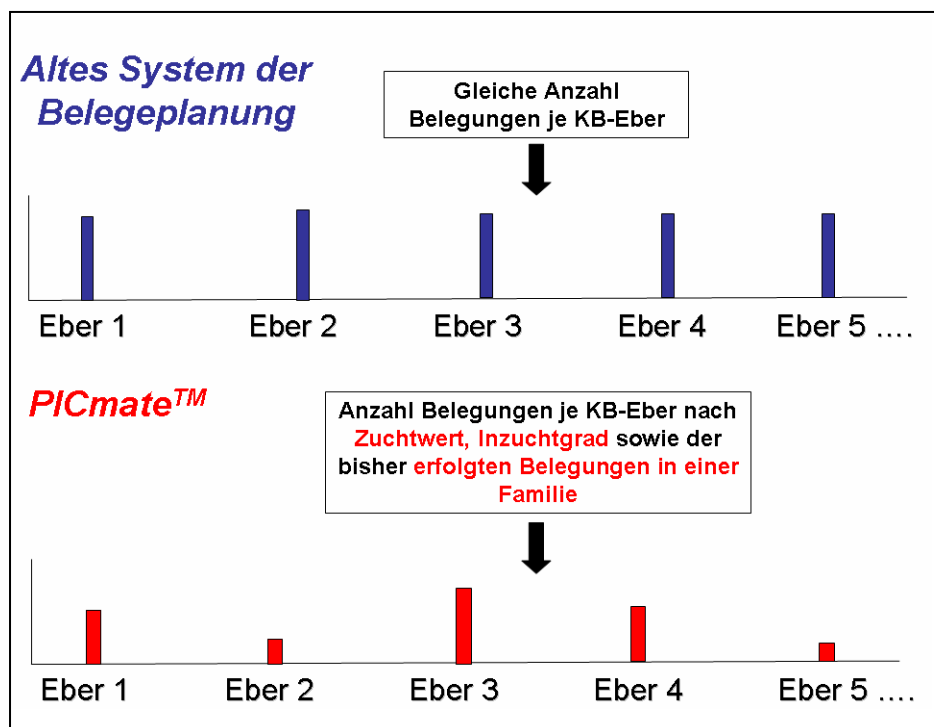 Altes System der
Belegeplanung
Gleiche Anzahl
Belegungen je KB-Eber
Eber 1 Eber 2 Eber 3 Eber 4 Eber 5 ....
PICmate™
Anzahl Belegungen je KB-Eber nach
Zuchtwert, Inzuchtgrad sowie der
bisher erfolgten Belegungen in einer
Familie
Eber 1 Eber 2 Eber 3 Eber 4 Eber 5 ....